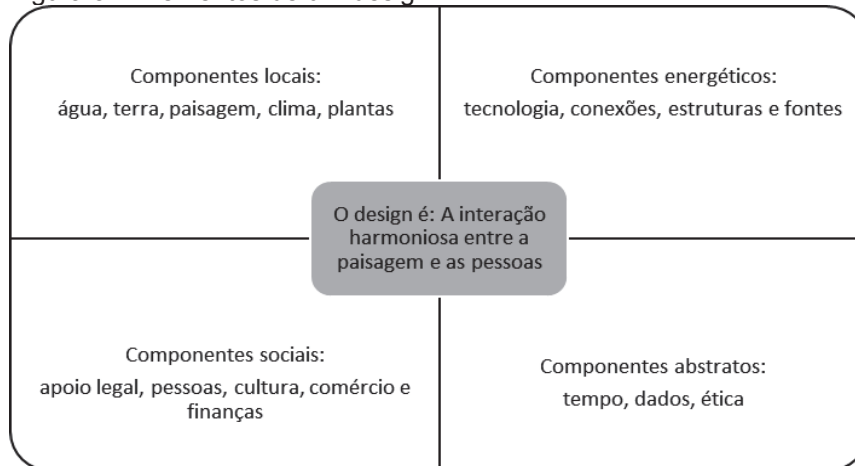 Componentes locais:
água, terra, paisagem, clima, plantas
Componentes energéticos:
tecnologia, conexões, estruturas e fontes
O design é: A interação
harmoniosa entre a
paisagem e as pessoas
Componentes sociais:
apoio legal, pessoas, cultura, comércio e
finanças
Componentes abstratos:
tempo, dados, ética